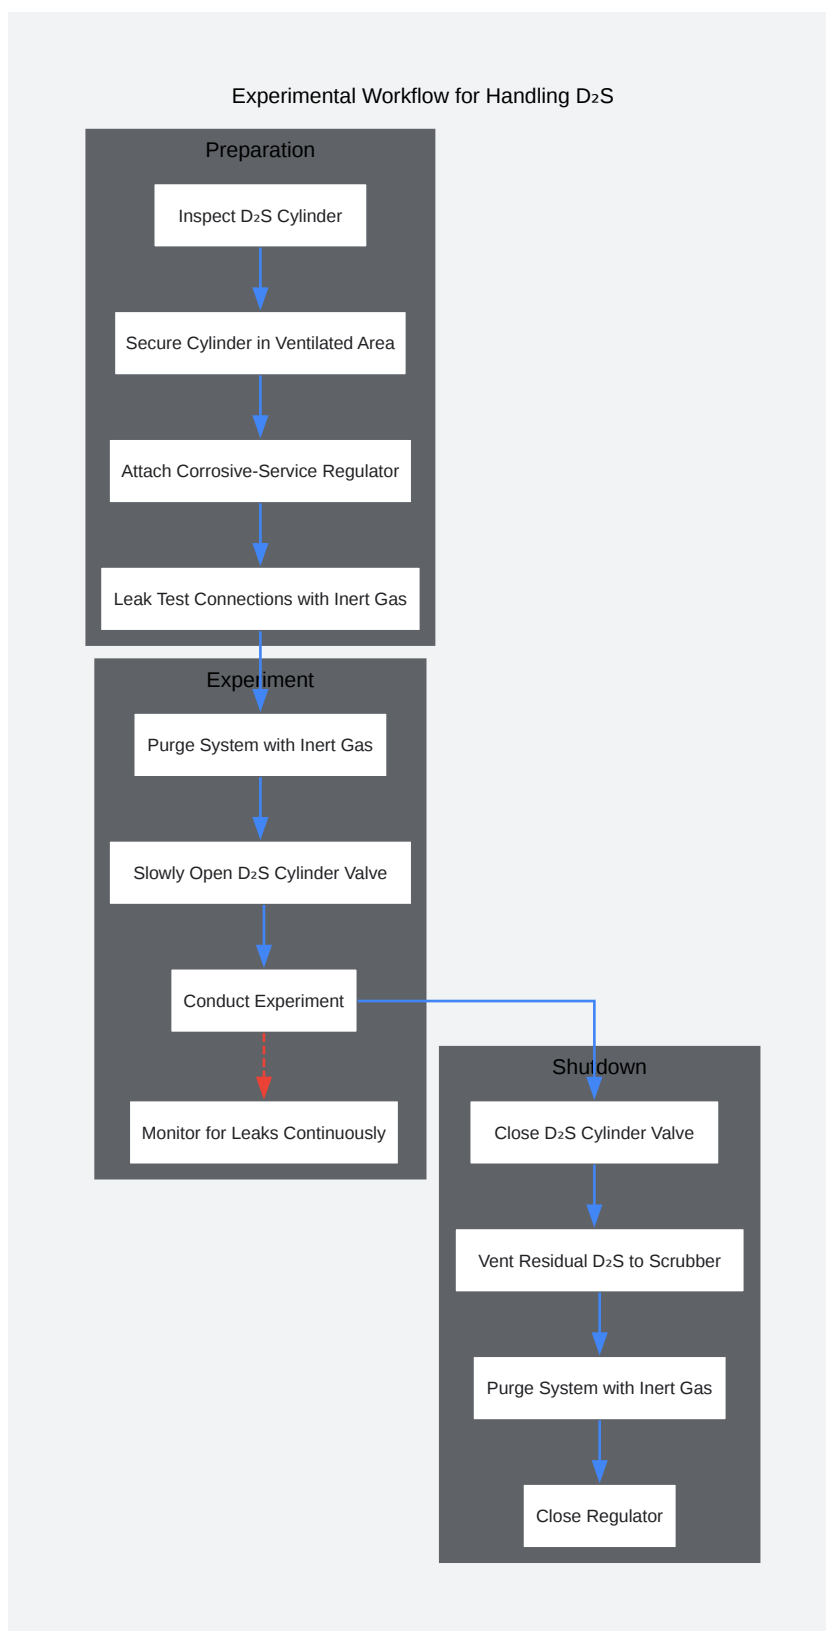 Experimental Workflow for Handling D₂S
Preparation
Inspect D₂S Cylinder
Secure Cylinder in Ventilated Area
Attach Corrosive-Service Regulator
Leak Test Connections with Inert Gas
Experiment
Purge System with Inert Gas
Slowly Open D₂S Cylinder Valve
Conduct Experiment
Monitor for Leaks Continuously
Shutdown
Close D₂S Cylinder Valve
Vent Residual D₂S to Scrubber
Purge System with Inert Gas
Close Regulator